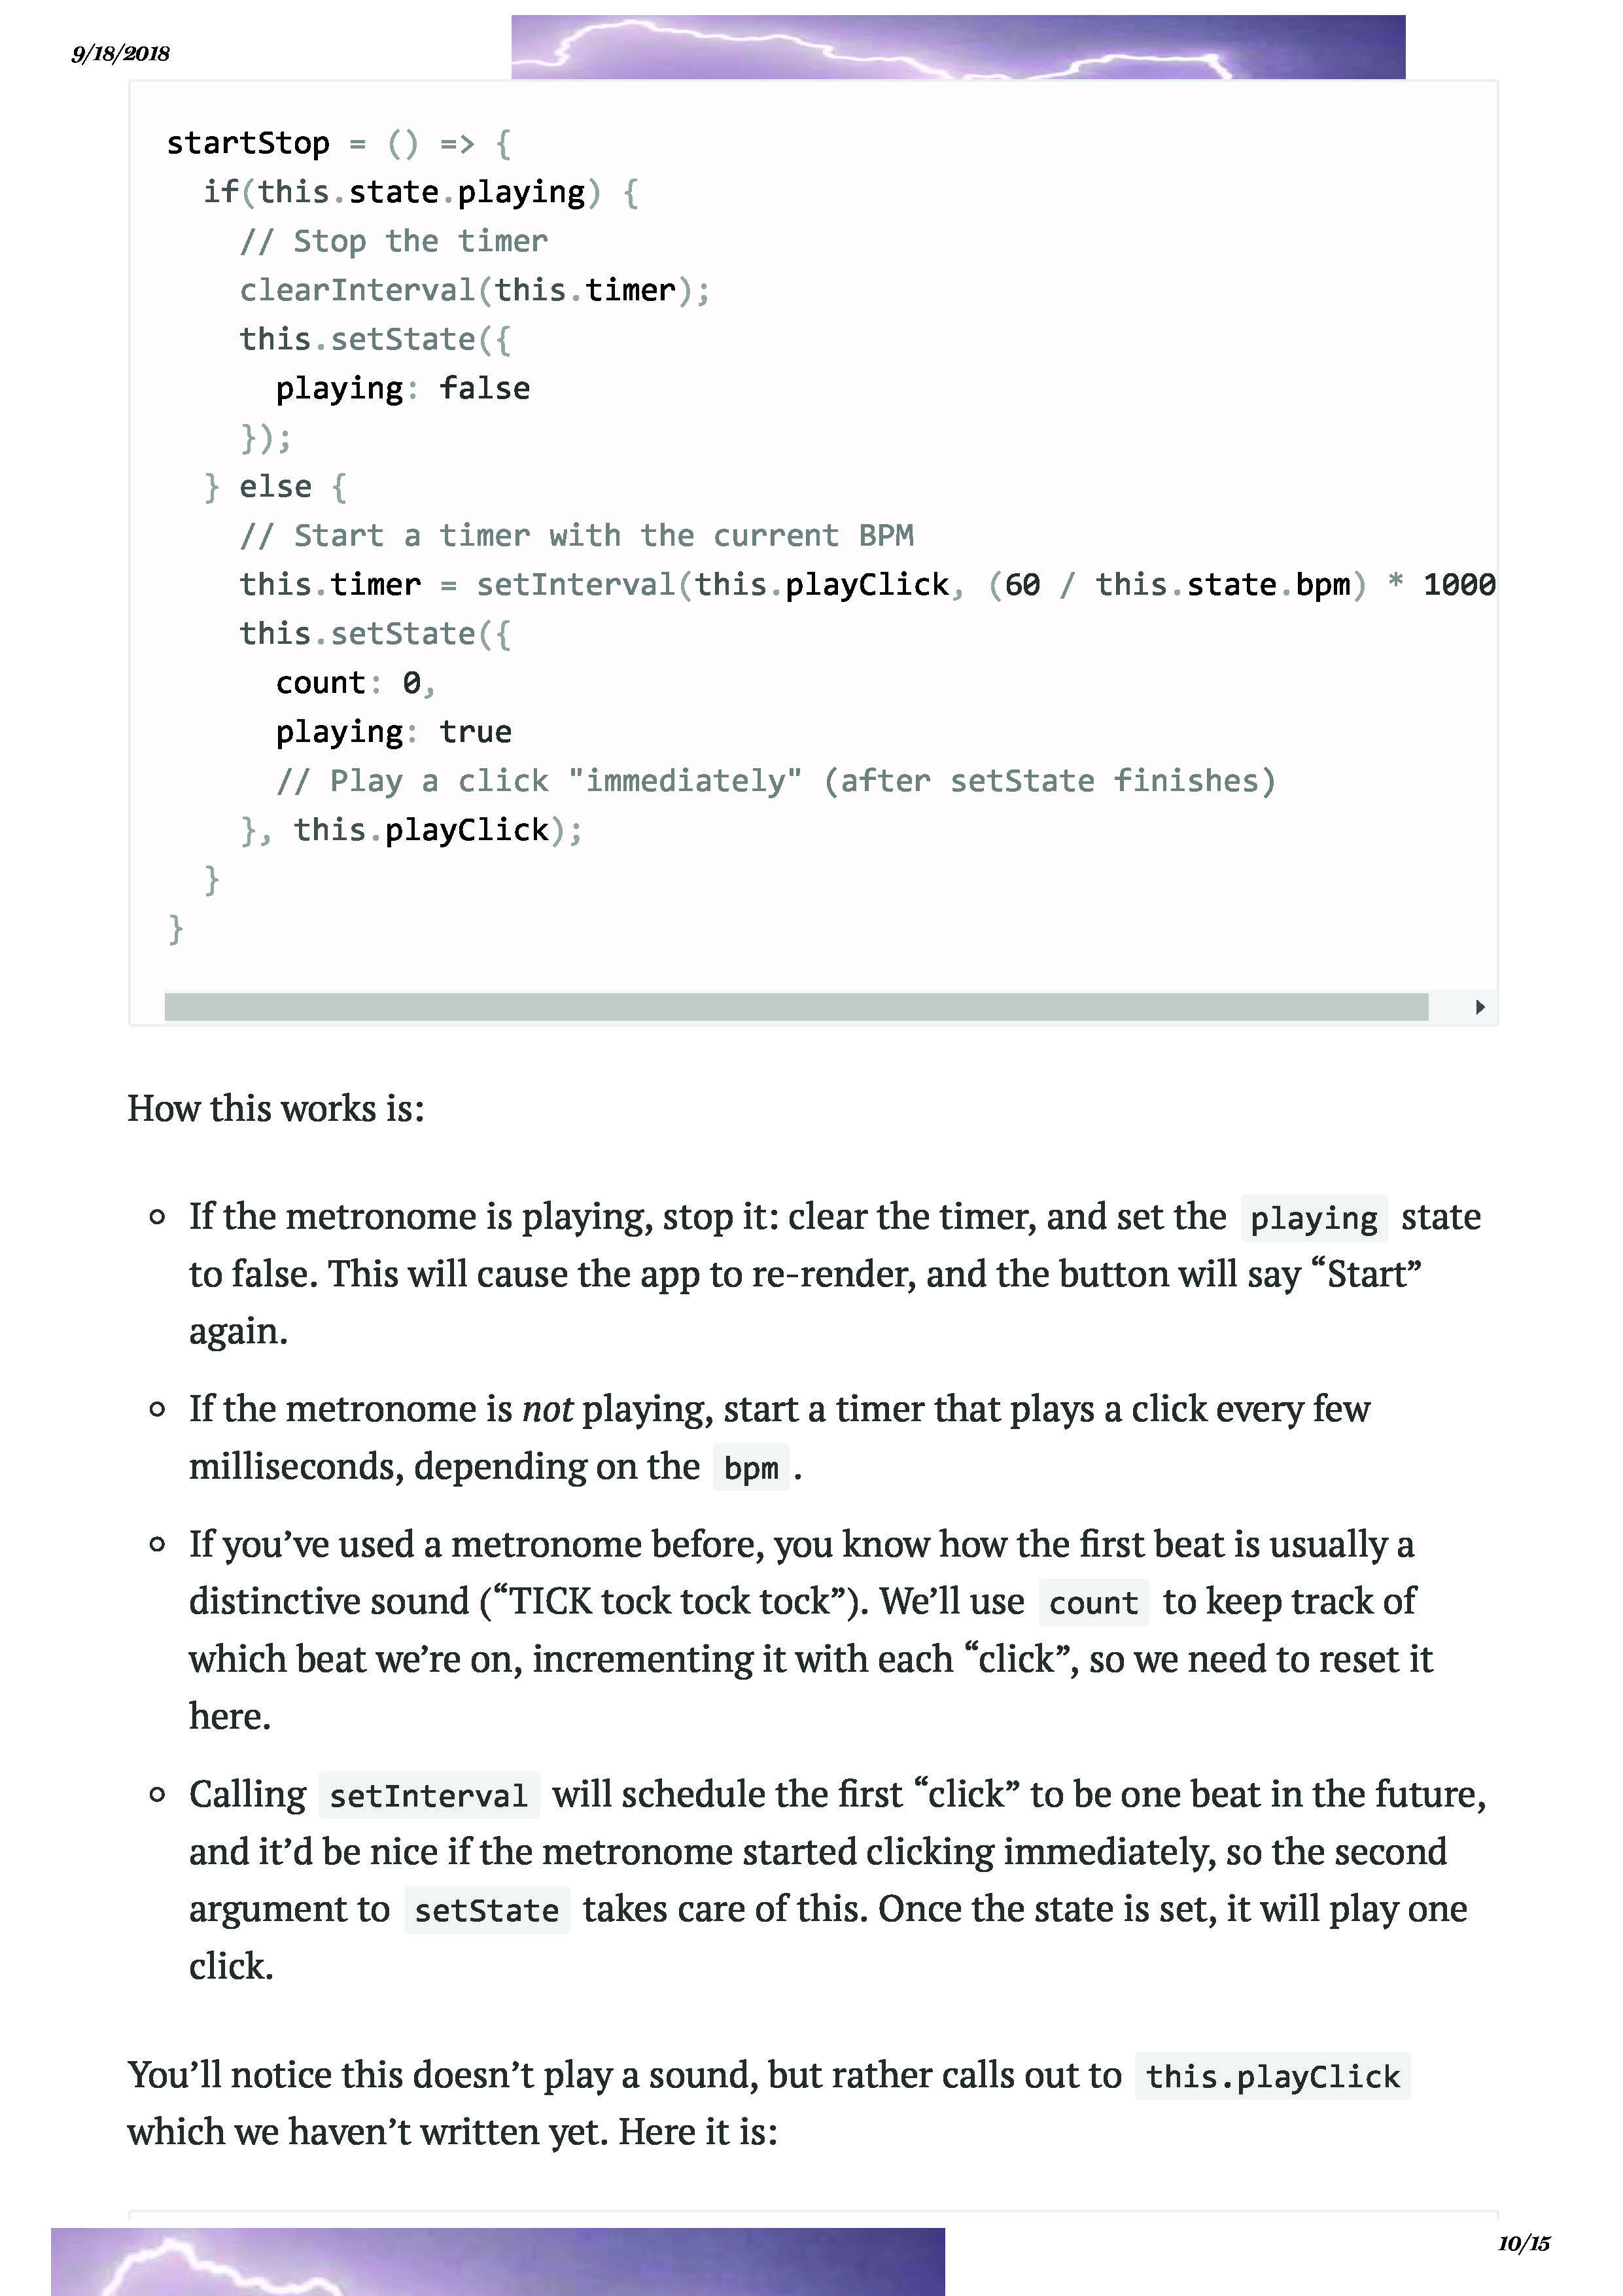 9/18/2018
startStop = () => {
  if(this.state.playing) {
    // Stop the timer
    clearInterval(this.timer);
    this.setState({
      playing: false
    });
  } else {
    // Start a timer with the current BPM
    this.timer = setInterval(this.playClick, (60 / this.state.bpm) * 1000
    this.setState({
      count: 0,
      playing: true
      // Play a click "immediately" (after setState finishes)
    }, this.playClick);
  }
}
How this works is:
If the metronome is playing, stop it: clear the timer, and set the playing state
to false. This will cause the app to re-render, and the button will say “Start”
again.
If the metronome is not playing, start a timer that plays a click every few
milliseconds, depending on the bpm .
If you’ve used a metronome before, you know how the first beat is usually a
distinctive sound (“TICK tock tock tock”). We’ll use count to keep track of
which beat we’re on, incrementing it with each “click”, so we need to reset it
here.
Calling setInterval will schedule the first “click” to be one beat in the future,
and it’d be nice if the metronome started clicking immediately, so the second
argument to setState takes care of this. Once the state is set, it will play one
click.
You’ll notice this doesn’t play a sound, but rather calls out to this.playClick
which we haven’t written yet. Here it is:
10/15